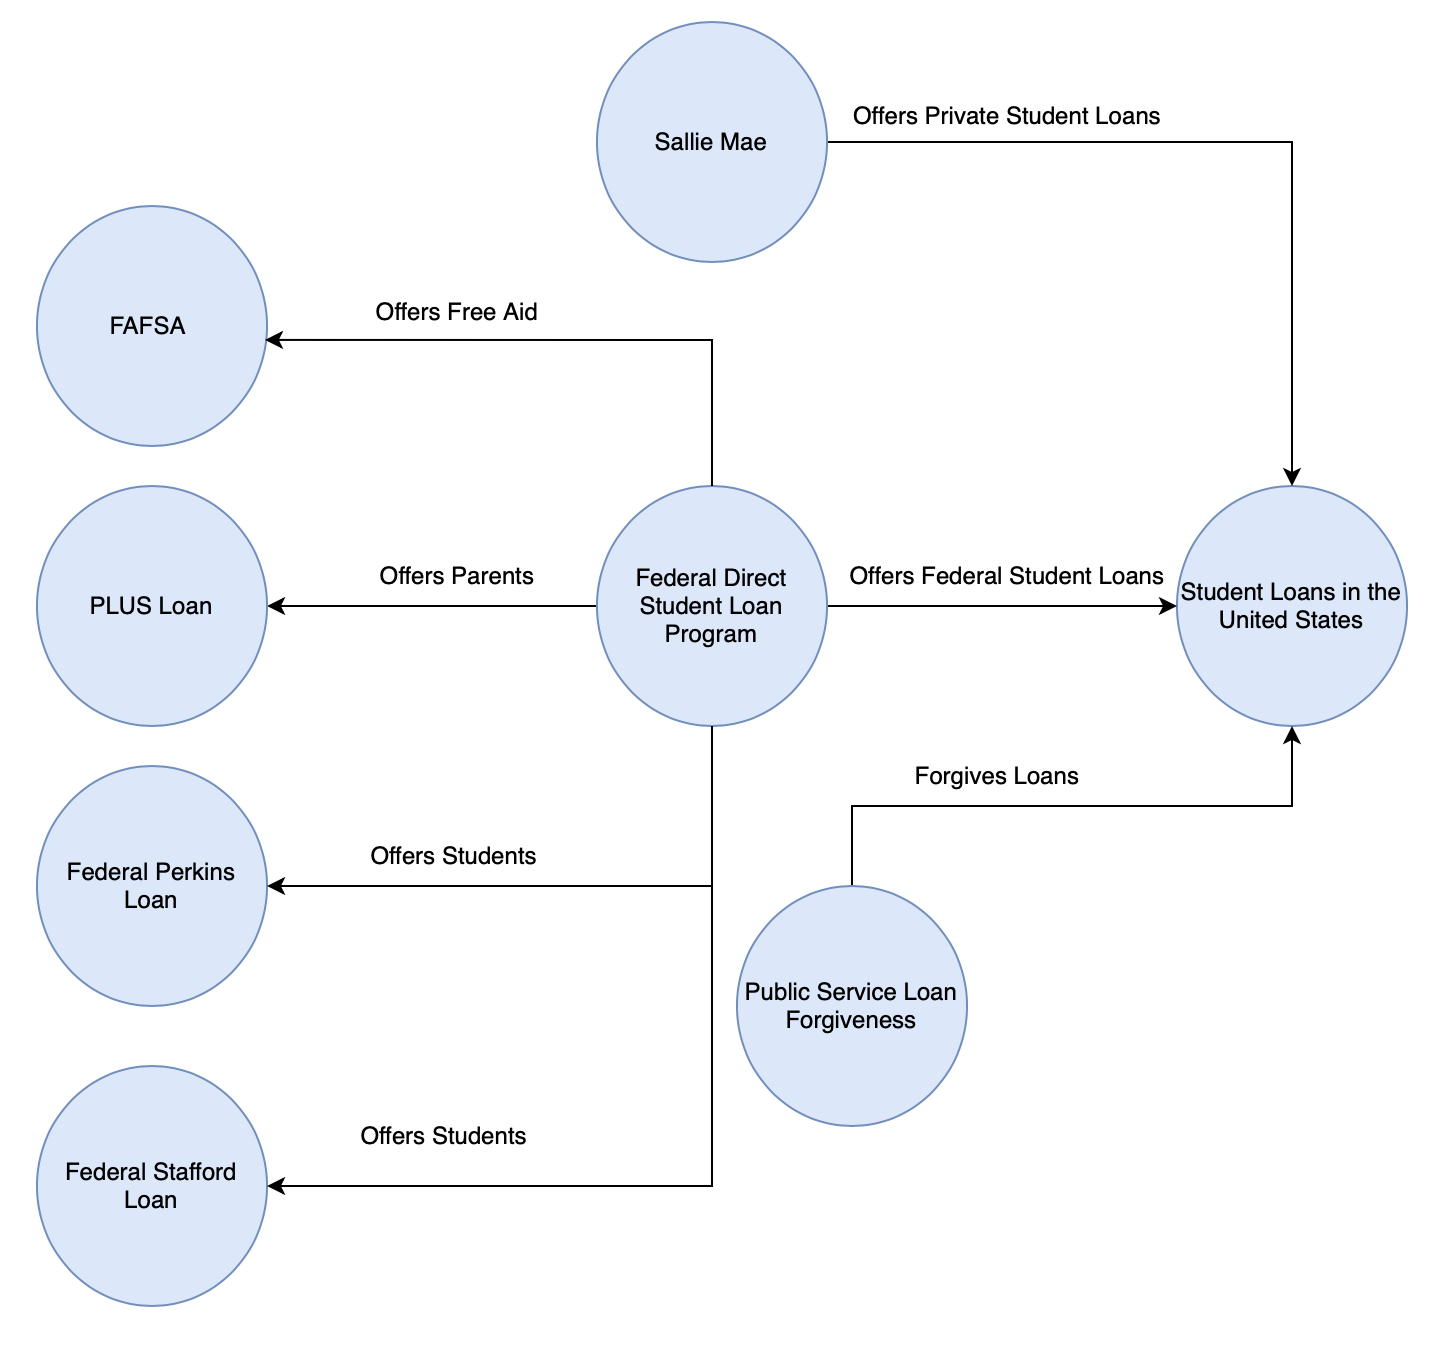 Sallie Mae
Offers Private Student Loans
FAFSA
Offers Free Aid
PLUS Loan
Offers Parents
Federal Direct
Student Loan
Program
Offers Federal Student Loans
Student Loans in the
United States
Forgives Loans
Federal Perkins
Loan
Offers Students
Public Service Loan
Forgiveness
Federal Stafford
Loan
Offers Students